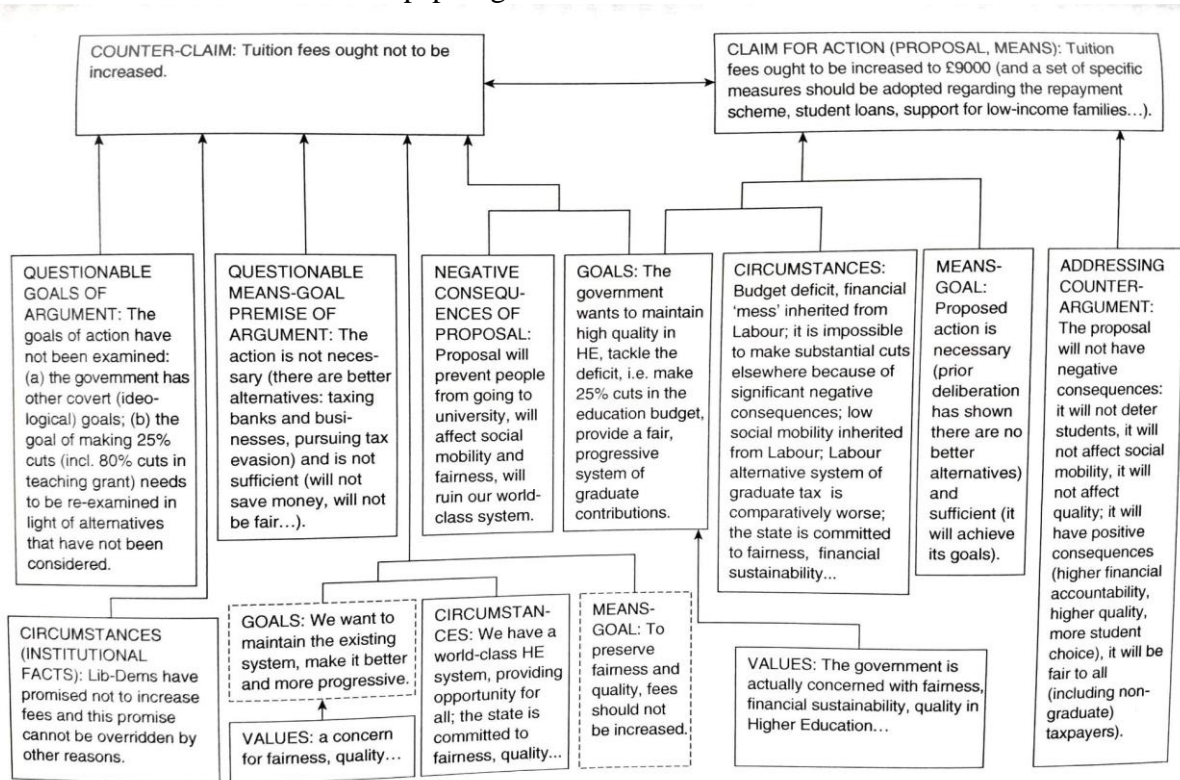 COUNTER-CLAIM: Tuition fees ought not to be
increased.
CLAIM FOR ACTION (PROPOSAL, MEANS): Tuition
fees ought to be increased to £9000 (and a set of specific
measures should be adopted regarding the repayment
scheme, student loans, support for low-income families...).
QUESTIONABLE
GOALS OF
ARGUMENT: The
goals of action have
not been examined:
(a) the government has
other covert (ideo-
logical) goals; (b) the
goal of making 25%
cuts (incl. 80% cuts in
teaching grant) needs
to be re-examined in
light of alternatives
that have not been
considered.
QUESTIONABLE
MEANS-GOAL
PREMISE OF
ARGUMENT: The
action is not neces-
sary (there are better
alternatives: taxing
banks and busi-
nesses, pursuing tax
evasion) and is not
sufficient (will not
save money, will not
be fair...).
NEGATIVE
CONSEQU-
ENCES OF
PROPOSAL:
Proposal will
prevent people
from going to
university, will
affect social
mobility and
fairness, will
ruin our world-
class system.
GOALS: The
government
wants to maintain
high quality in
HE, tackle the
deficit, i.e. make
25% cuts in the
education budget,
provide a fair,
progressive
system of
graduate
contributions.
CIRCUMSTANCES:
Budget deficit, financial
‘mess’ inherited from
Labour; it is impossible
to make substantial cuts
elsewhere because of
significant negative
consequences; low
social mobility inherited
from Labour; Labour
alternative system of
graduate tax is
comparatively worse;
the state is committed
to fairness, financial
sustainability...
MEANS-
GOAL:
Proposed
action is
necessary
(prior
deliberation
has shown
there are no
better
alternatives)
and
sufficient (it
will achieve
its goals).
ADDRESSING
COUNTER-
ARGUMENT:
The proposal
will not have
negative
consequences:
it will not deter
students, it will
not affect social
mobility, it will
not affect
quality; it will
have positive
consequences
(higher financial
accountability,
higher quality,
more student
choice), it will be
fair to all
(including non-
graduate)
taxpayers).
CIRCUMSTANCES
(INSTITUTIONAL
FACTS): Lib-Dems have
promised not to increase
fees and this promise
cannot be overridden by
other reasons.
GOALS: We want to
maintain the existing
system, make it better
and more progressive.
VALUES: a concern
for fairness, quality...
CIRCUMSTAN-
CES: We have a
world-class HE
system, providing
opportunity for
all; the state is
committed to
fairness, quality...
MEANS-
GOAL: To
preserve
fairness and
quality, fees
should not
be increased.
VALUES: The government is
actually concerned with fairness,
financial sustainability, quality in
Higher Education...